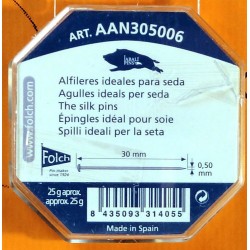 ART. AAN305006
Alfileres ideales para seda
Agulles ideals per seda
The silk pins
Épingles idéal pour soie
Spilli ideali per la seta
www.folch.com
Folch
30 mm
0,50
mm
25 g aprox.
approx. 25 g
8 435093 314055
Made in Spain